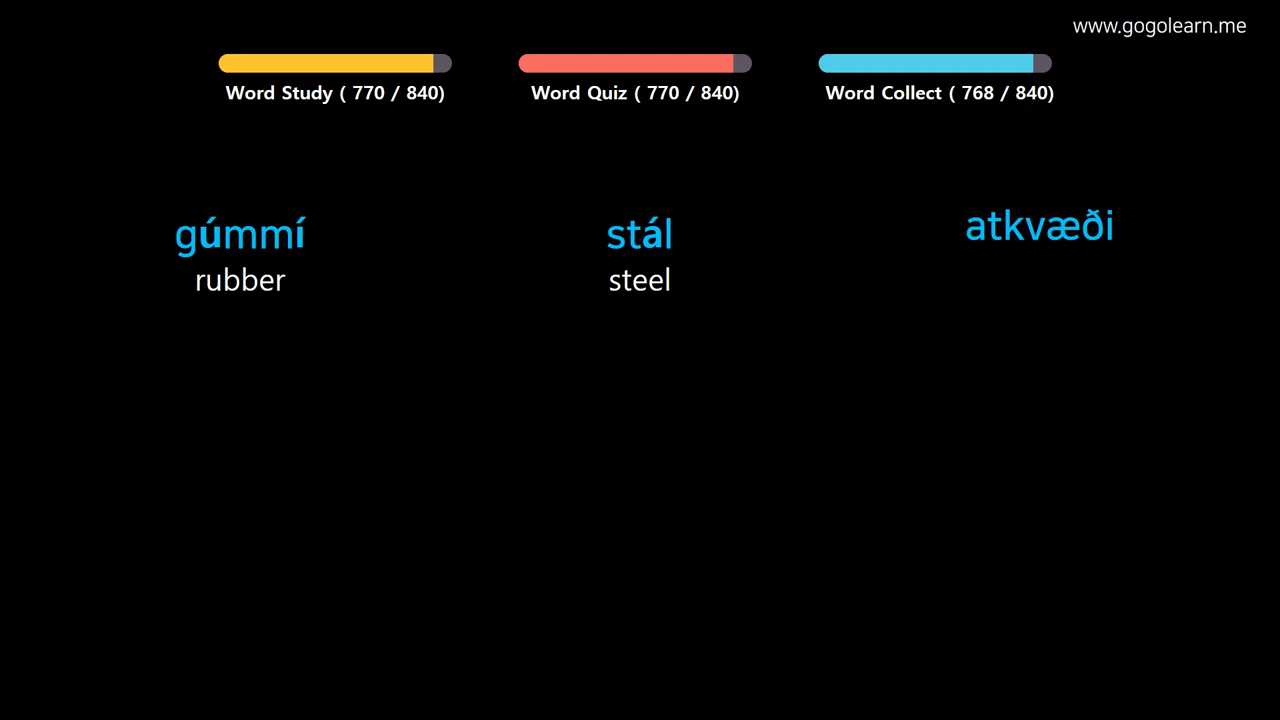 www.gogolearn.me
Word Study ( 770 / 840)
Word Quiz ( 770 / 840)
Word Collect ( 768 / 840)
gúmmí
rubber
stál
steel
atkvæði